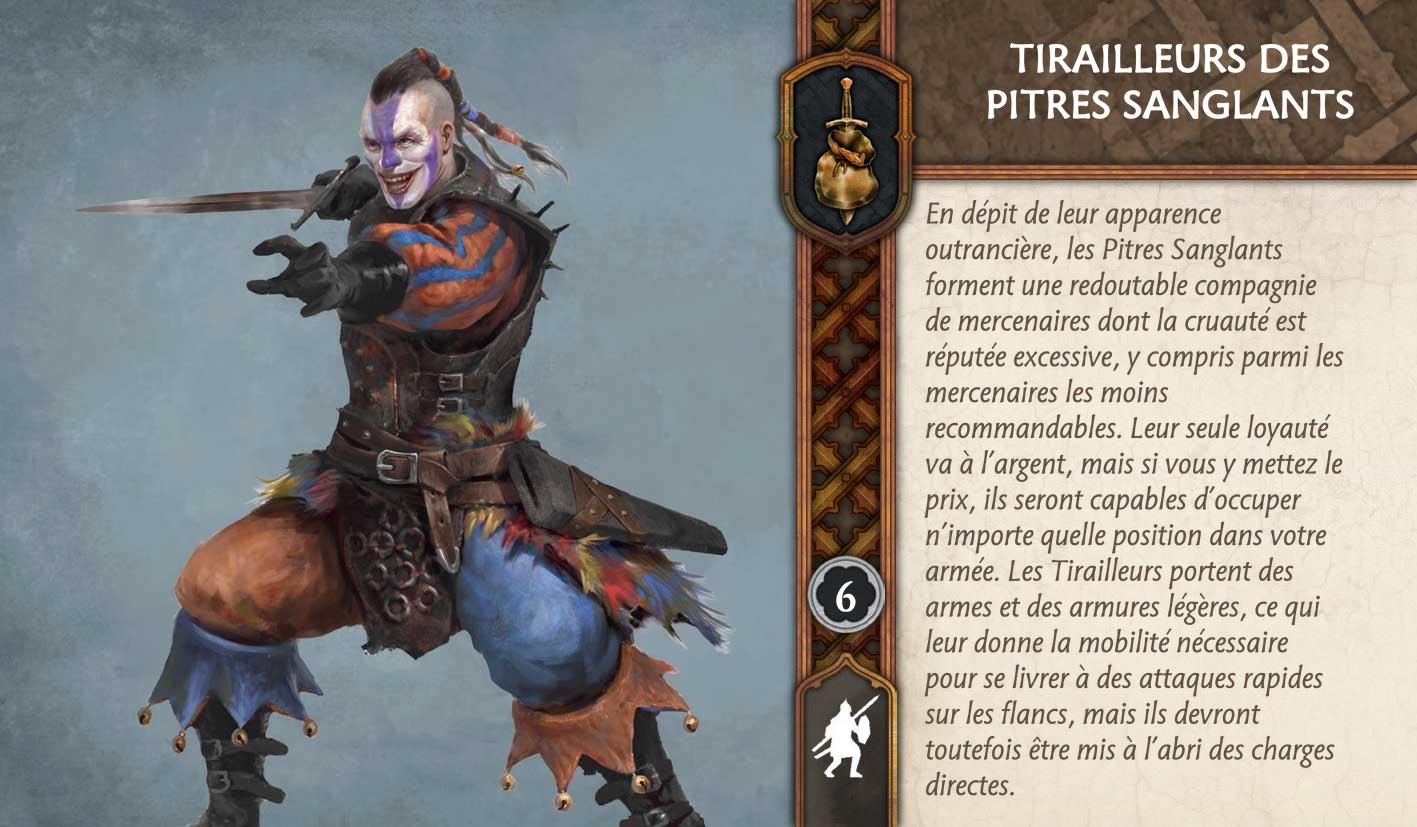 TIRAILLEURS DES
PITRES SANGLANTS
En dépit de leur apparence
outrancière, les Pitres Sanglants
forment une redoutable compagnie
de mercenaires dont la cruauté est
réputée excessive, y compris parmi les
mercenaires les moins
recommandables. Leur seule loyauté
va à l'argent, mais si vous y mettez le
prix, ils seront capables d'occuper
n'importe quelle position dans votre
armée. Les Tirailleurs portent des
armes et des armures légères, ce qui
leur donne la mobilité nécessaire
pour se livrer à des attaques rapides
sur les flancs, mais ils devront
toutefois être mis à l'abri des charges
directes.
6